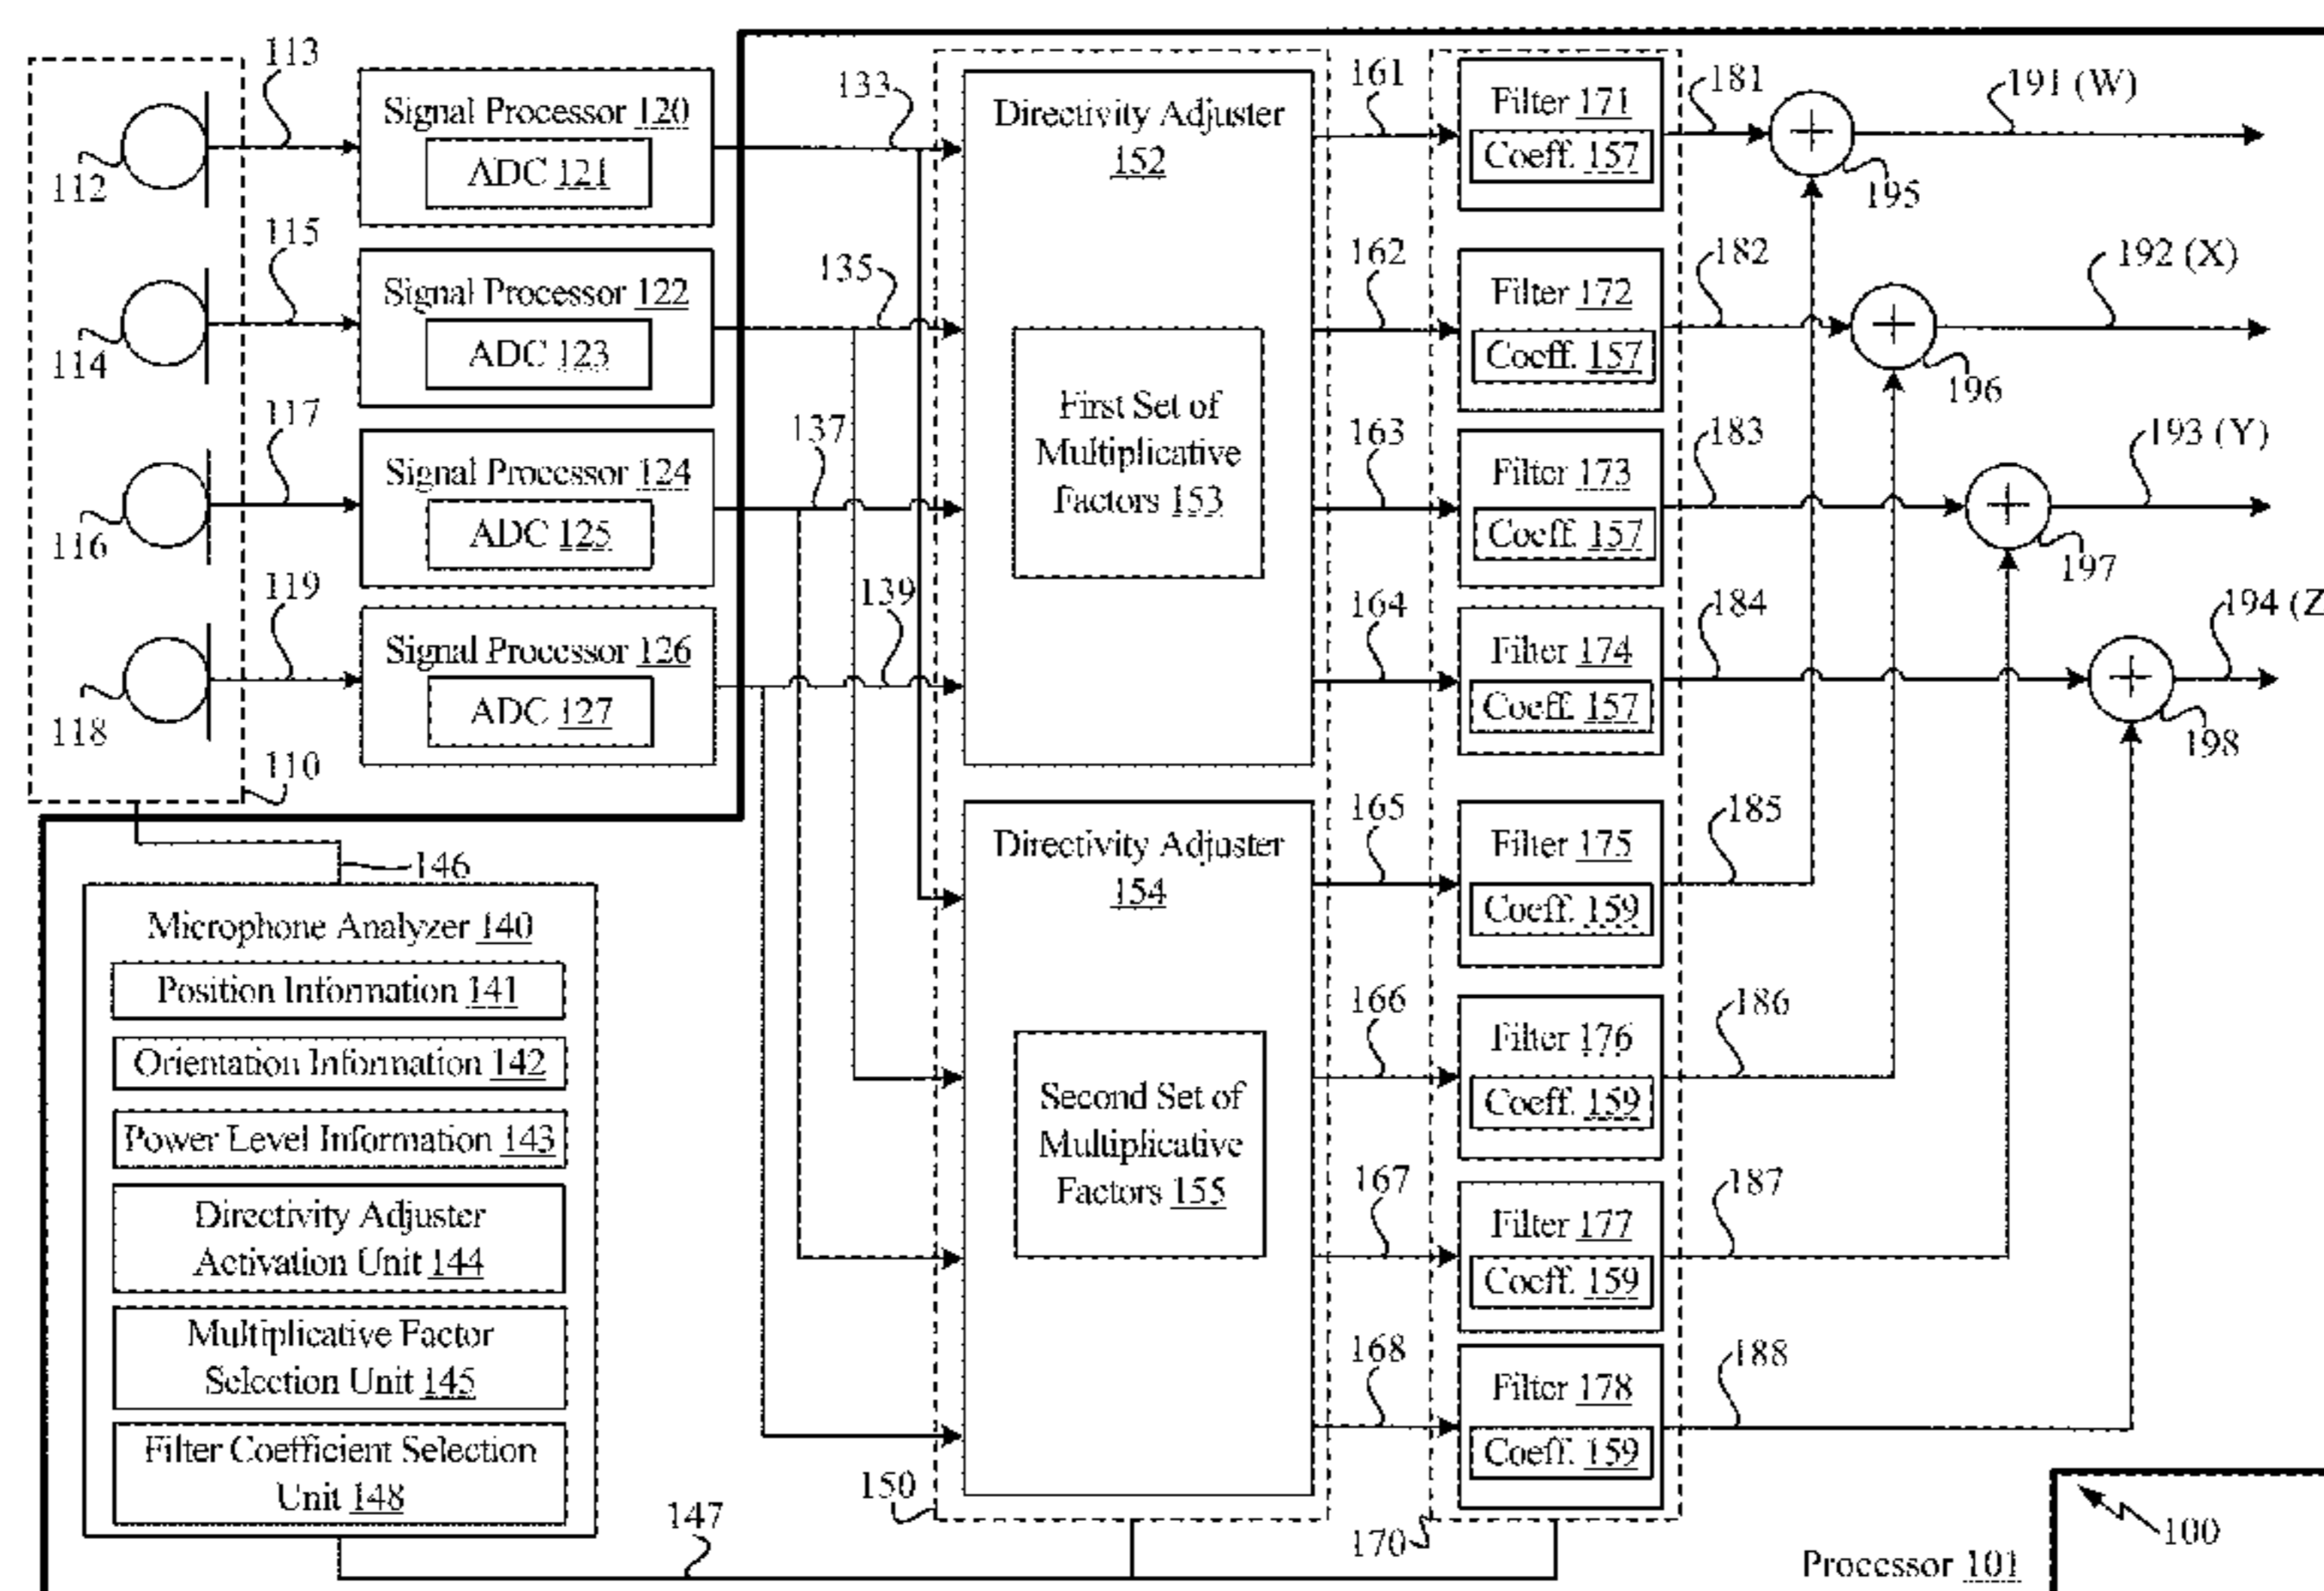 113
112
Signal Processor 120
ADC 121
115
114
Signal Processor 122
ADC 123
117
116
Signal Processor 124
ADC 125
119
118
Signal Processor 126
ADC 127
110
133
135
137
139
Directivity Adjuster
152
First Set of
Multiplicative
Factors 153
Directivity Adjuster
154
Second Set of
Multiplicative
Factors 155
150
161
162
163
164
165
166
167
168
Filter 171
Coeff. 157
Filter 172
Coeff. 157
Filter 173
Coeff. 157
Filter 174
Coeff. 157
Filter 175
Coeff. 159
Filter 176
Coeff. 159
Filter 177
Coeff. 159
Filter 178
Coeff. 159
170
181
182
183
184
185
186
187
188
191 (W)
195
192 (X)
196
193 (Y)
197
194 (Z
198
146
Microphone Analyzer 140
Position Information 141
Orientation Information 142
Power Level Information 143
Directivity Adjuster
Activation Unit 144
Multiplicative Factor
Selection Unit 145
Filter Coefficient Selection
Unit 148
147
100
Processor 101